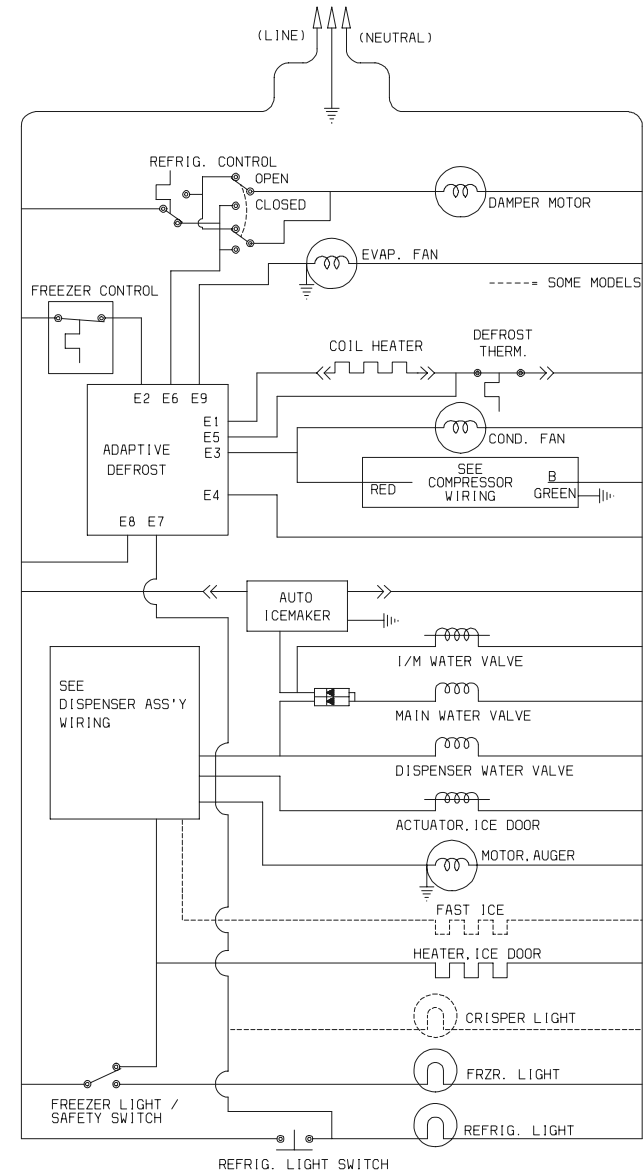 (LINE)
(NEUTRAL)
REFRIG. CONTROL
OPEN
CLOSED
DAMPER MOTOR
EVAP. FAN
-----= SOME MODELS
FREEZER CONTROL
COIL HEATER
DEFROST
THERM.
E2 E6 E9
E1
E5
E3
E4
ADAPTIVE
DEFROST
E8 E7
COND. FAN
SEE
COMPRESSOR
WIRING
RED
B
GREEN
AUTO
ICEMAKER
I/M WATER VALVE
SEE
DISPENSER ASS'Y
WIRING
MAIN WATER VALVE
DISPENSER WATER VALVE
ACTUATOR, ICE DOOR
MOTOR, AUGER
FAST ICE
HEATER, ICE DOOR
CRISPER LIGHT
FRZR. LIGHT
FREEZER LIGHT /
SAFETY SWITCH
REFRIG. LIGHT
REFRIG. LIGHT SWITCH